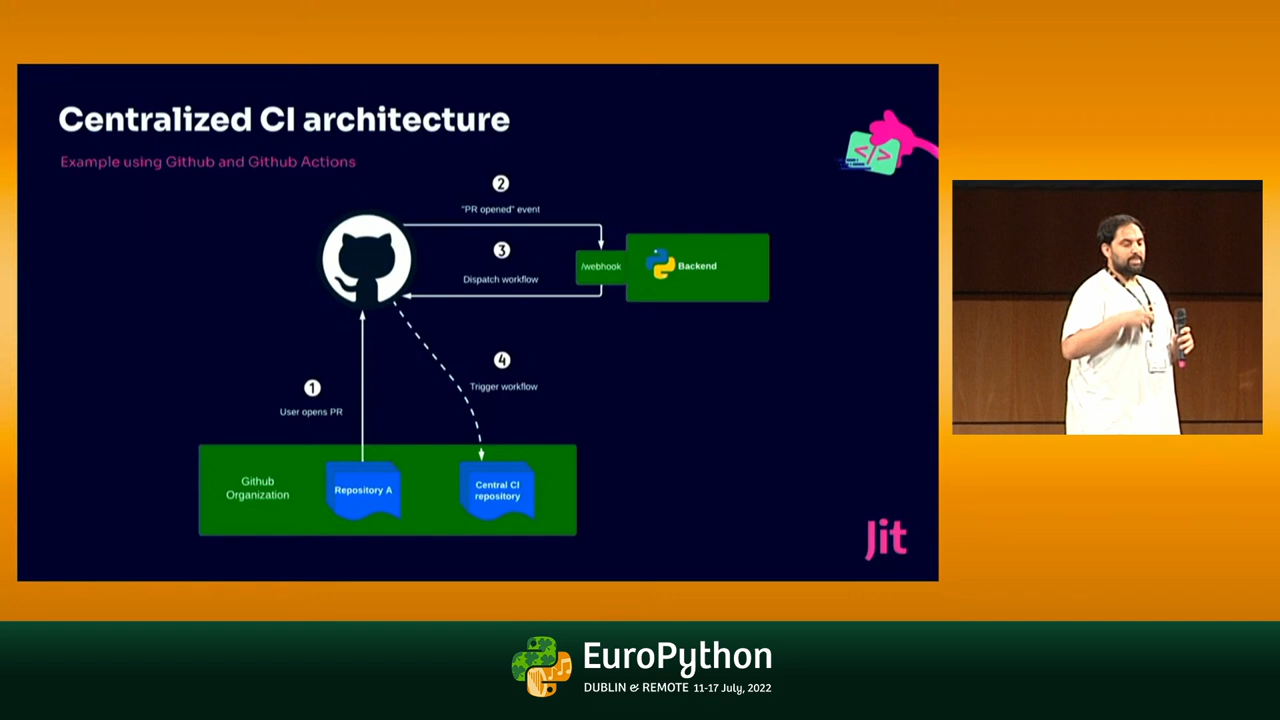 Centralized CI architecture
Example using Github and Github Actions
</>
2
"PR opened" event
3
Dispatch workflow
/webhook
Backend
4
Trigger workflow
1
User opens PR
Github
Organization
Repository A
Central CI
repository
Jit
EuroPython
DUBLIN & REMOTE 11-17 July, 2022